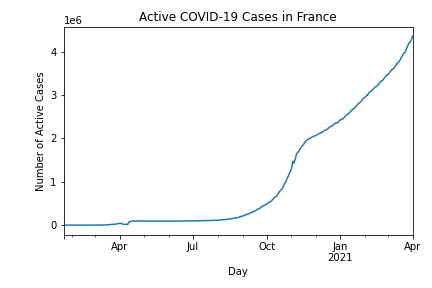 Active COVID-19 Cases in France
1e6
Number of Active Cases
4
3
2
1
0
Apr
Jul
Oct
Jan
2021
Apr
Day